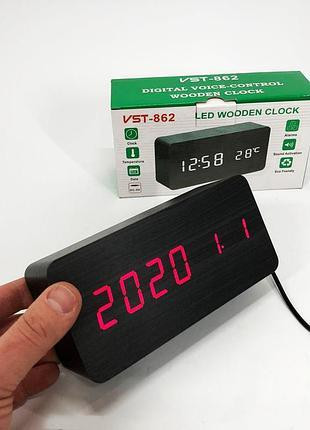 VST-862
DIGITAL VOICE-CONTROL
WOODEN CLOCK
VST-862
LED WOODEN CLOCK
Clock
Temperature
Date
Alarms
Sound Activation
Eco Friendly
12:58 28°C
2020 1.1